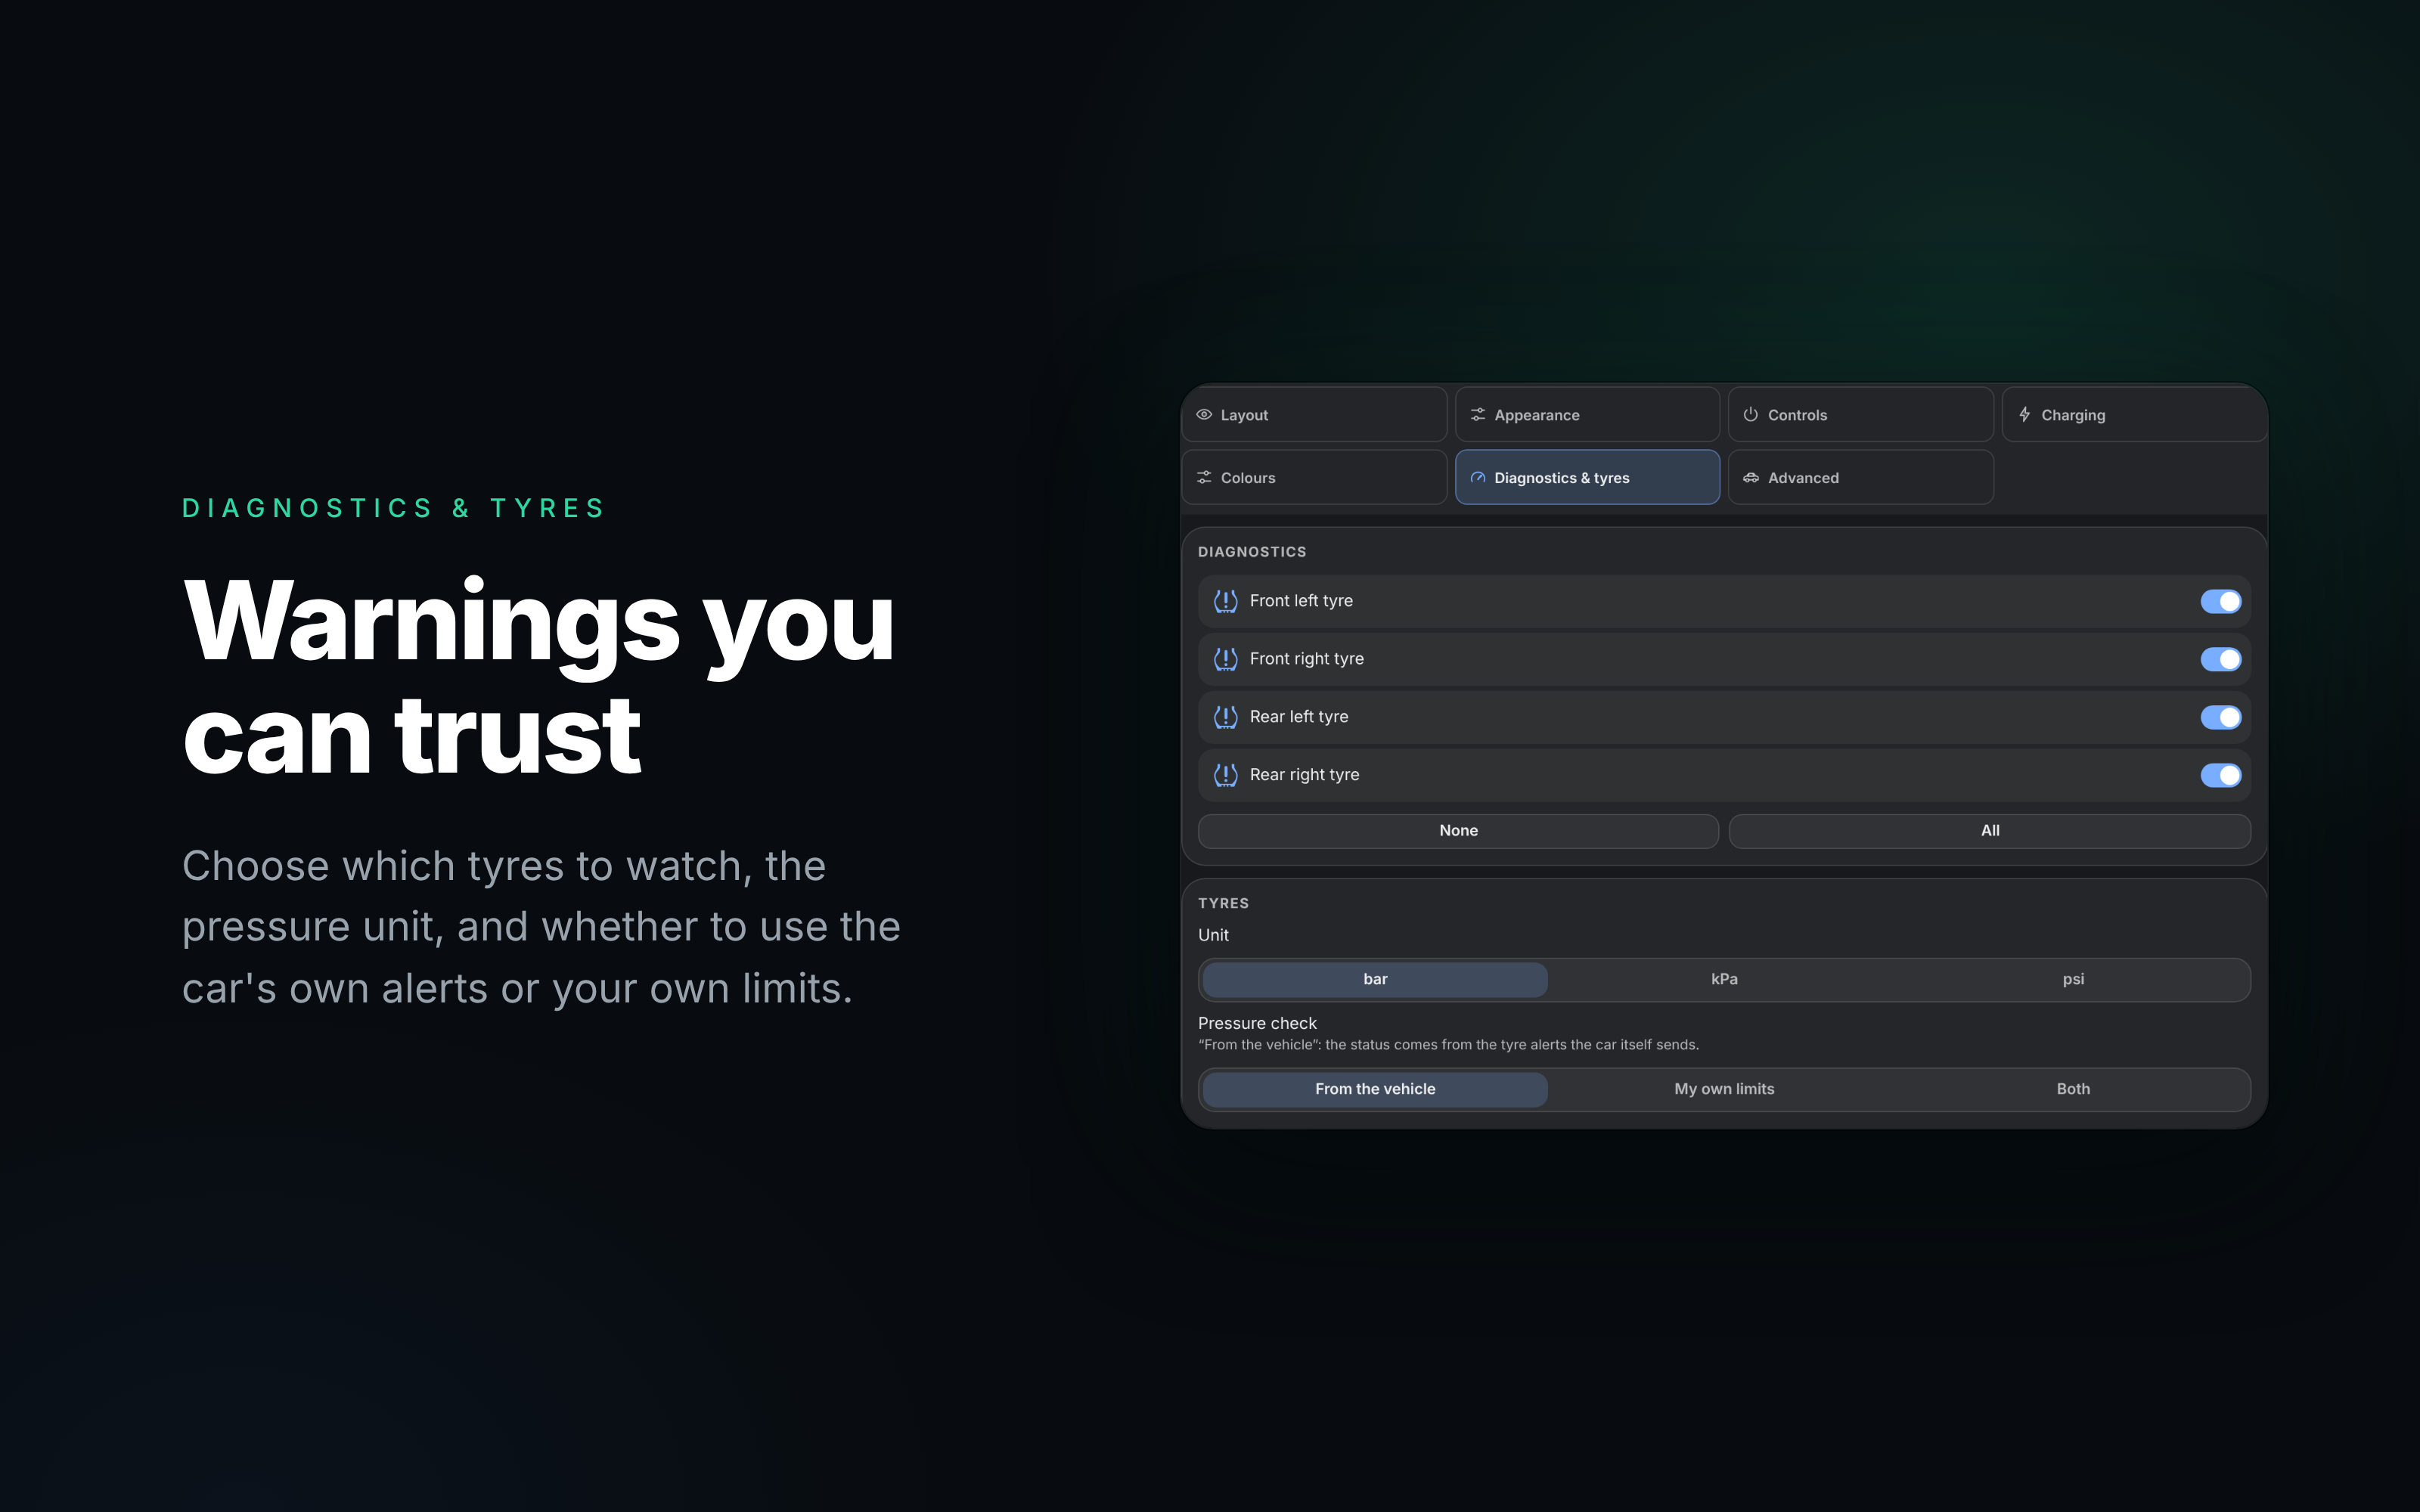 DIAGNOSTICS & TYRES
Warnings you
can trust
Choose which tyres to watch, the
pressure unit, and whether to use the
car's own alerts or your own limits.
Layout
Appearance
Controls
Charging
Colours
Diagnostics & tyres
Advanced
DIAGNOSTICS
Front left tyre
Front right tyre
Rear left tyre
Rear right tyre
None
All
TYRES
Unit
bar
kPa
psi
Pressure check
“From the vehicle”: the status comes from the tyre alerts the car itself sends.
From the vehicle
My own limits
Both